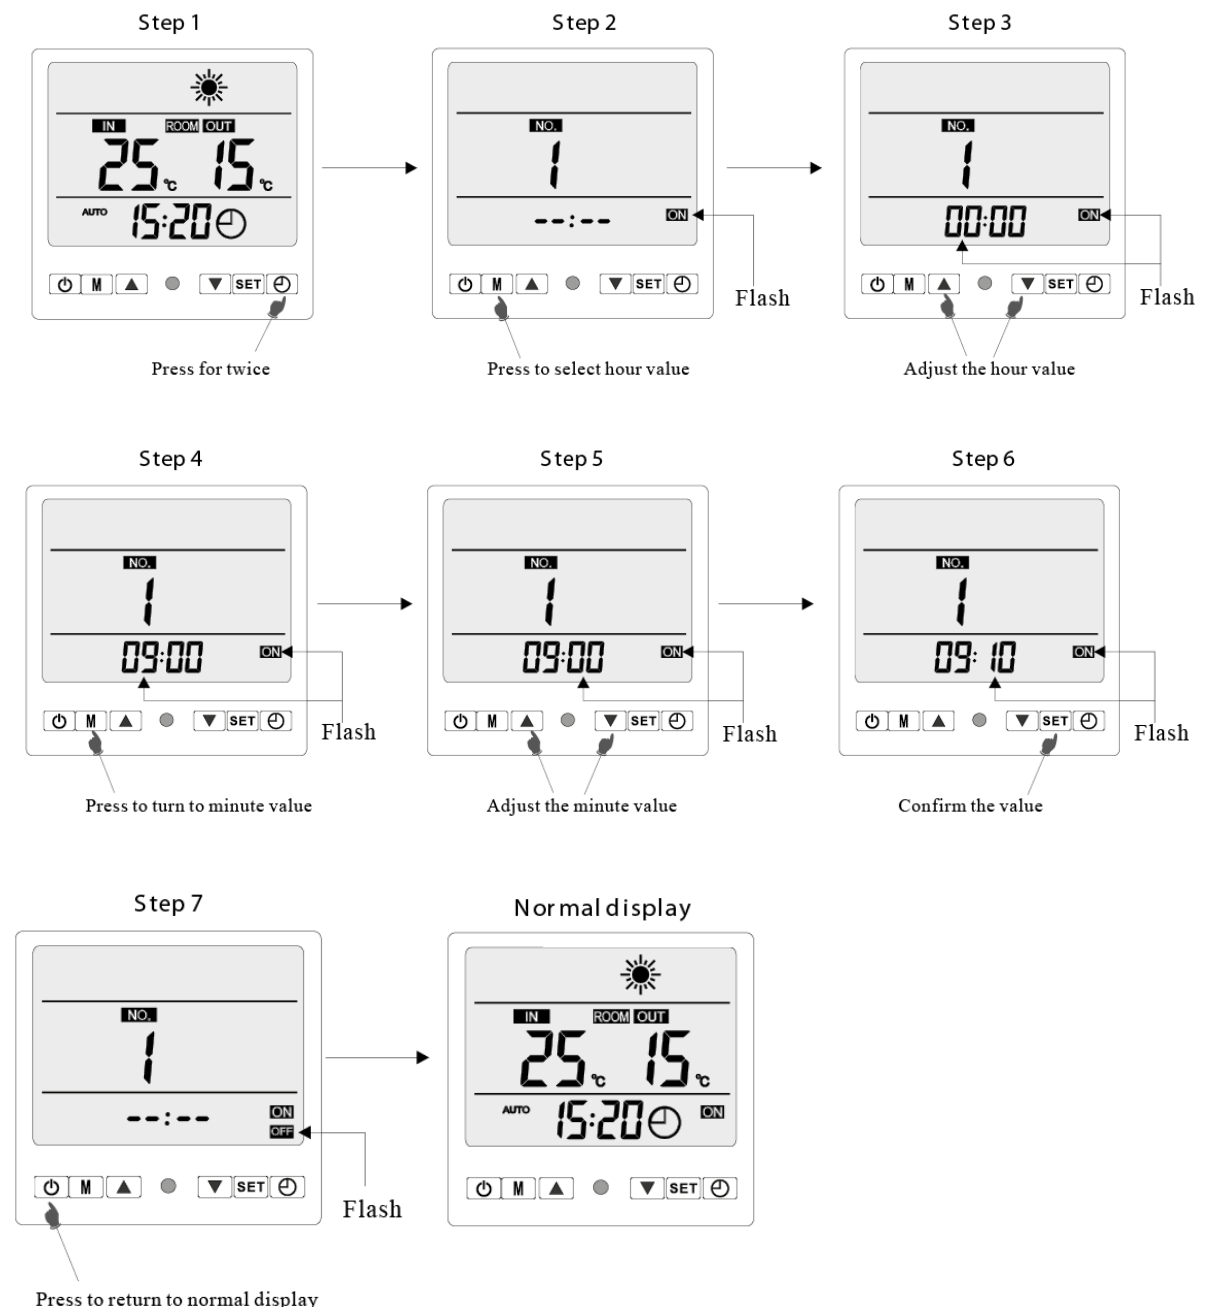 Step 1
Step 2
Step 3
IN ROOM OUT
25 °C 15 °C
AUTO 15:20
M SET
Press for twice
NO.
1
--:-- ON
M SET
Flash
Press to select hour value
NO.
1
00:00 ON
M SET
Flash
Adjust the hour value
Step 4
Step 5
Step 6
NO.
1
09:00 ON
M SET
Flash
Press to turn to minute value
NO.
1
09:00 ON
M SET
Flash
Adjust the minute value
NO.
1
09:10 ON
M SET
Flash
Confirm the value
Step 7
Normal display
NO.
1
--:-- ON
OFF
M SET
Flash
Press to return to normal display
IN ROOM OUT
25 °C 15 °C
AUTO 15:20 ON
M SET